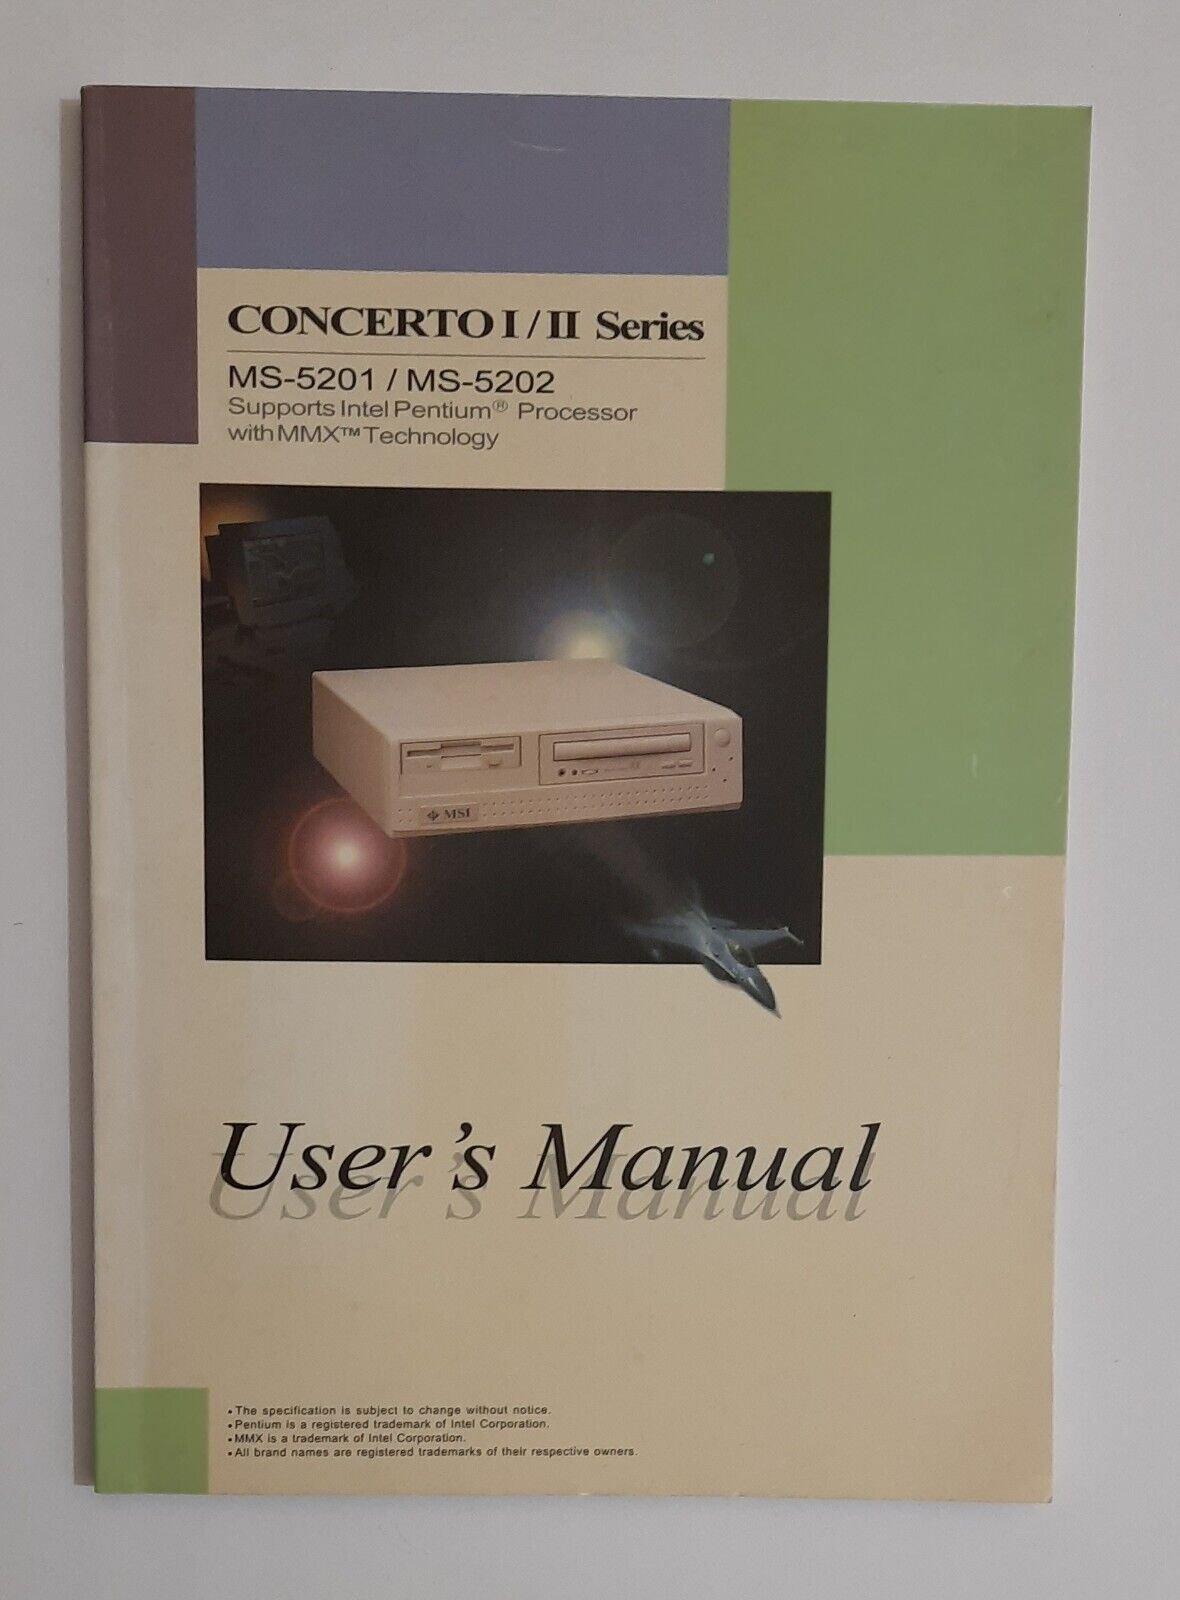 CONCERTO I / II Series
MS-5201 / MS-5202
Supports Intel Pentium® Processor
with MMX™ Technology
MSI
User's Manual
User's Manual
• The specification is subject to change without notice.
• Pentium is a registered trademark of Intel Corporation.
• MMX is a trademark of Intel Corporation.
• All brand names are registered trademarks of their respective owners.